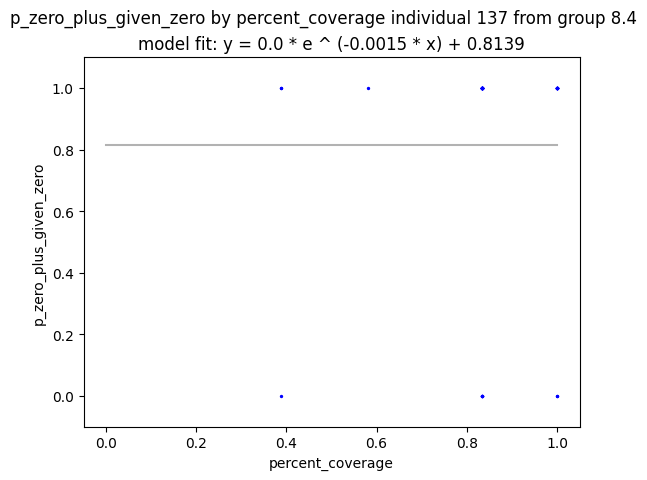 p_zero_plus_given_zero by percent_coverage individual 137 from group 8.4
model fit: y = 0.0 * e ^ (-0.0015 * x) + 0.8139
1.0
0.8
0.6
0.4
0.2
0.0
p_zero_plus_given_zero
0.0 0.2 0.4 0.6 0.8 1.0
percent_coverage